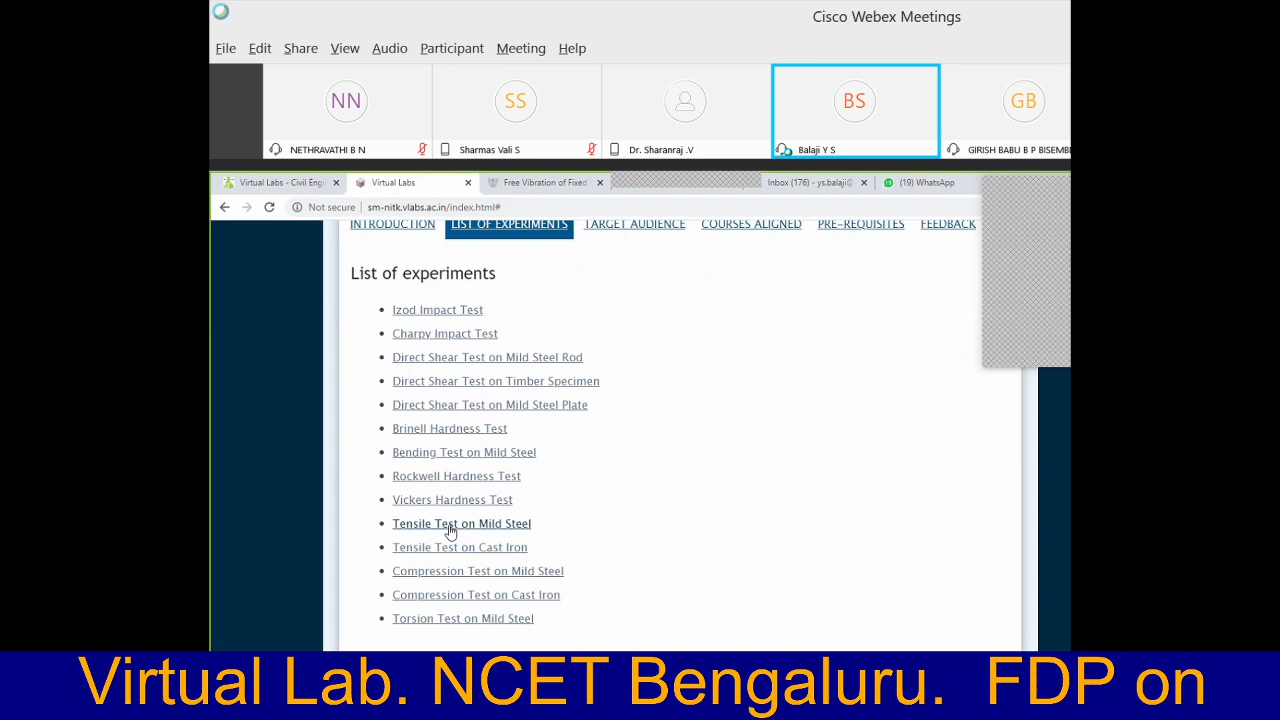 Cisco Webex Meetings
File Edit Share View Audio Participant Meeting Help
NN SS BS GB
NETHRAVATHI B N Sharmas Vali S Dr. Sharanraj .V Balaji Y S GIRISH BABU B P BISEMB
Virtual Labs - Civil Engi Virtual Labs Free Vibration of Fixed Inbox (176) - ys.balaji@ (19) WhatsApp
Not secure sm-nitk.vlabs.ac.in/index.html#
INTRODUCTION LIST OF EXPERIMENTS TARGET AUDIENCE COURSES ALIGNED PRE-REQUISITES FEEDBACK
List of experiments
Izod Impact Test
Charpy Impact Test
Direct Shear Test on Mild Steel Rod
Direct Shear Test on Timber Specimen
Direct Shear Test on Mild Steel Plate
Brinell Hardness Test
Bending Test on Mild Steel
Rockwell Hardness Test
Vickers Hardness Test
Tensile Test on Mild Steel
Tensile Test on Cast Iron
Compression Test on Mild Steel
Compression Test on Cast Iron
Torsion Test on Mild Steel
Virtual Lab. NCET Bengaluru. FDP on